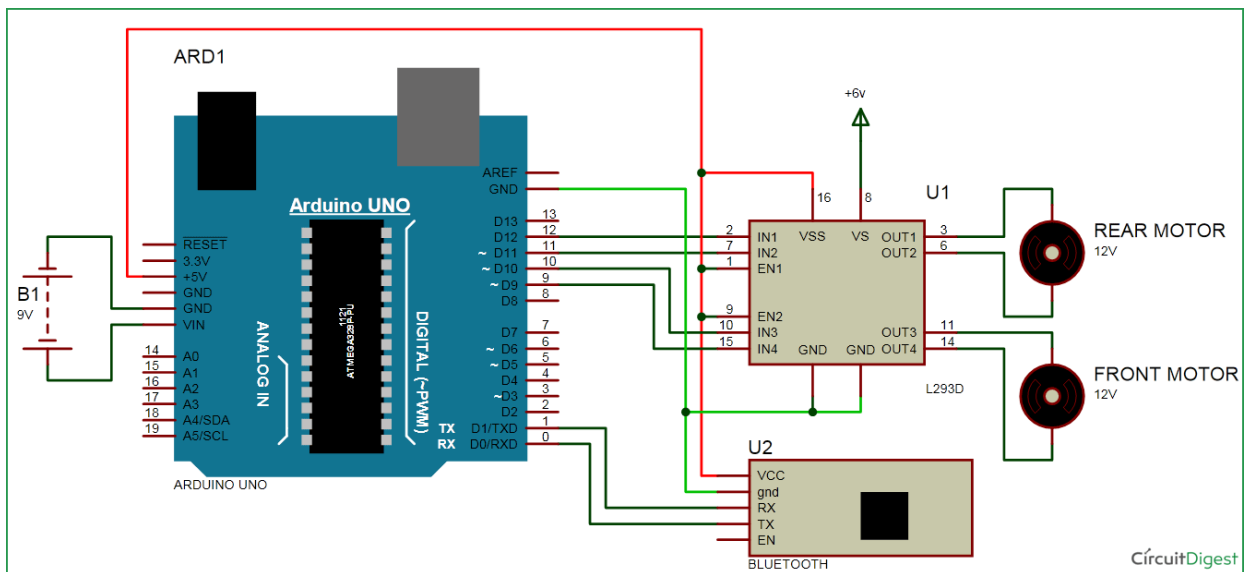 ARD1
Arduino UNO
RESET
3.3V
+5V
GND
GND
VIN
14 A0
15 A1
16 A2
17 A3
18 A4/SDA
19 A5/SCL
ANALOG IN
1121
ATMEGA328P-PU
DIGITAL (~PWM)
AREF
GND
D13 13
D12 12
~ D11 11
~ D10 10
~ D9 9
D8 8
D7 7
~ D6 6
~ D5 5
D4 4
~ D3 3
D2 2
TX D1/TXD 1
RX D0/RXD 0
ARDUINO UNO
B1
9V
+6v
U1
16 VSS
8 VS
2 IN1
7 IN2
1 EN1
9 EN2
10 IN3
15 IN4
GND GND
OUT1 3
OUT2 6
OUT3 11
OUT4 14
L293D
REAR MOTOR
12V
FRONT MOTOR
12V
U2
VCC
gnd
RX
TX
EN
BLUETOOTH
CircuitDigest